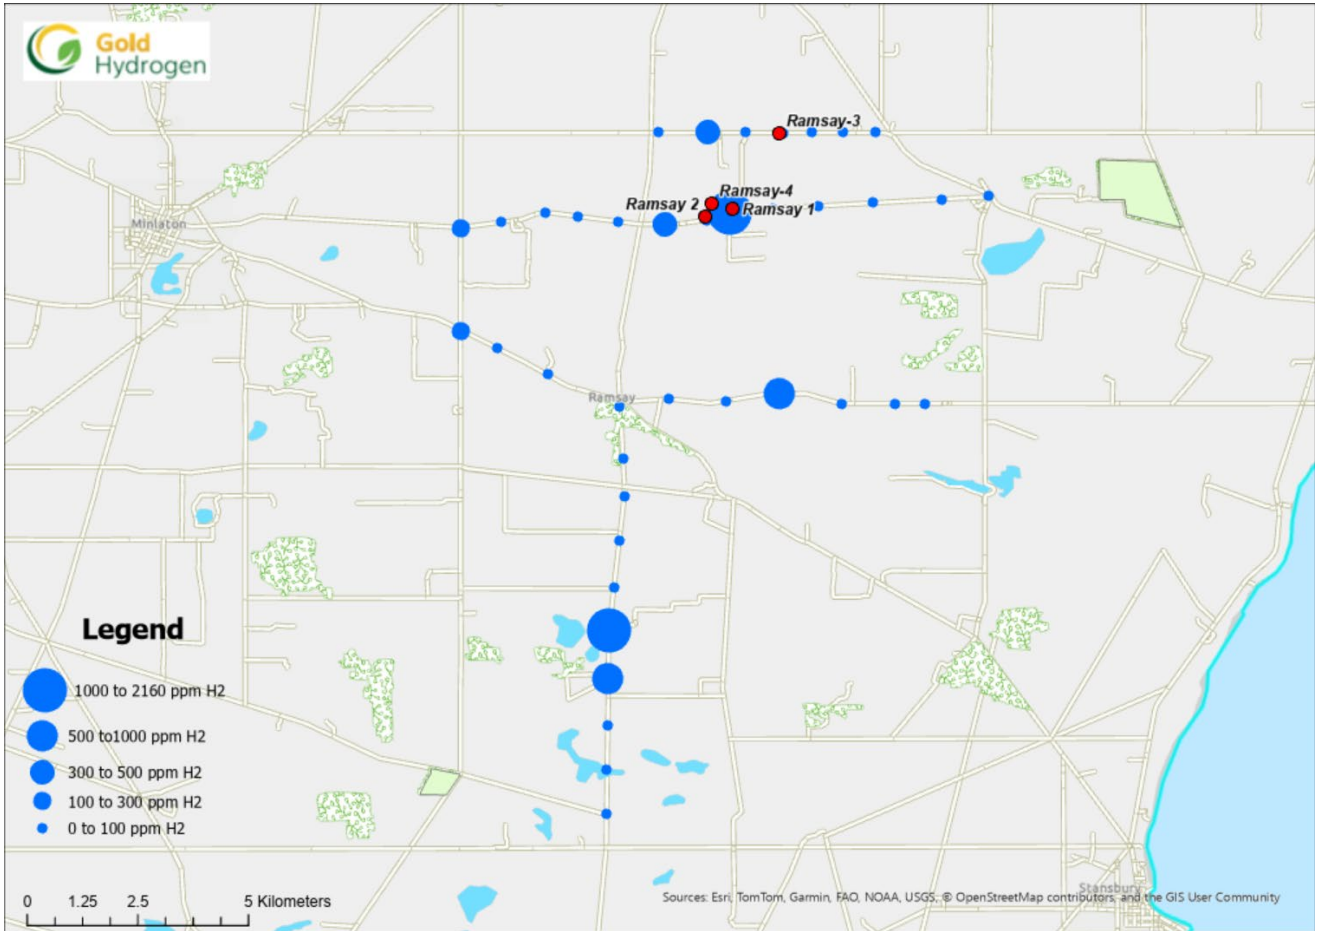 Gold
Hydrogen
Ramsay-3
Ramsay-4
Ramsay 2
Ramsay 1
Minlaton
Ramsay
Legend
1000 to 2160 ppm H2
500 to1000 ppm H2
300 to 500 ppm H2
100 to 300 ppm H2
0 to 100 ppm H2
Stansbury
Sources: Esri, TomTom, Garmin, FAO, NOAA, USGS, © OpenStreetMap contributors, and the GIS User Community
0 1.25 2.5 5 Kilometers